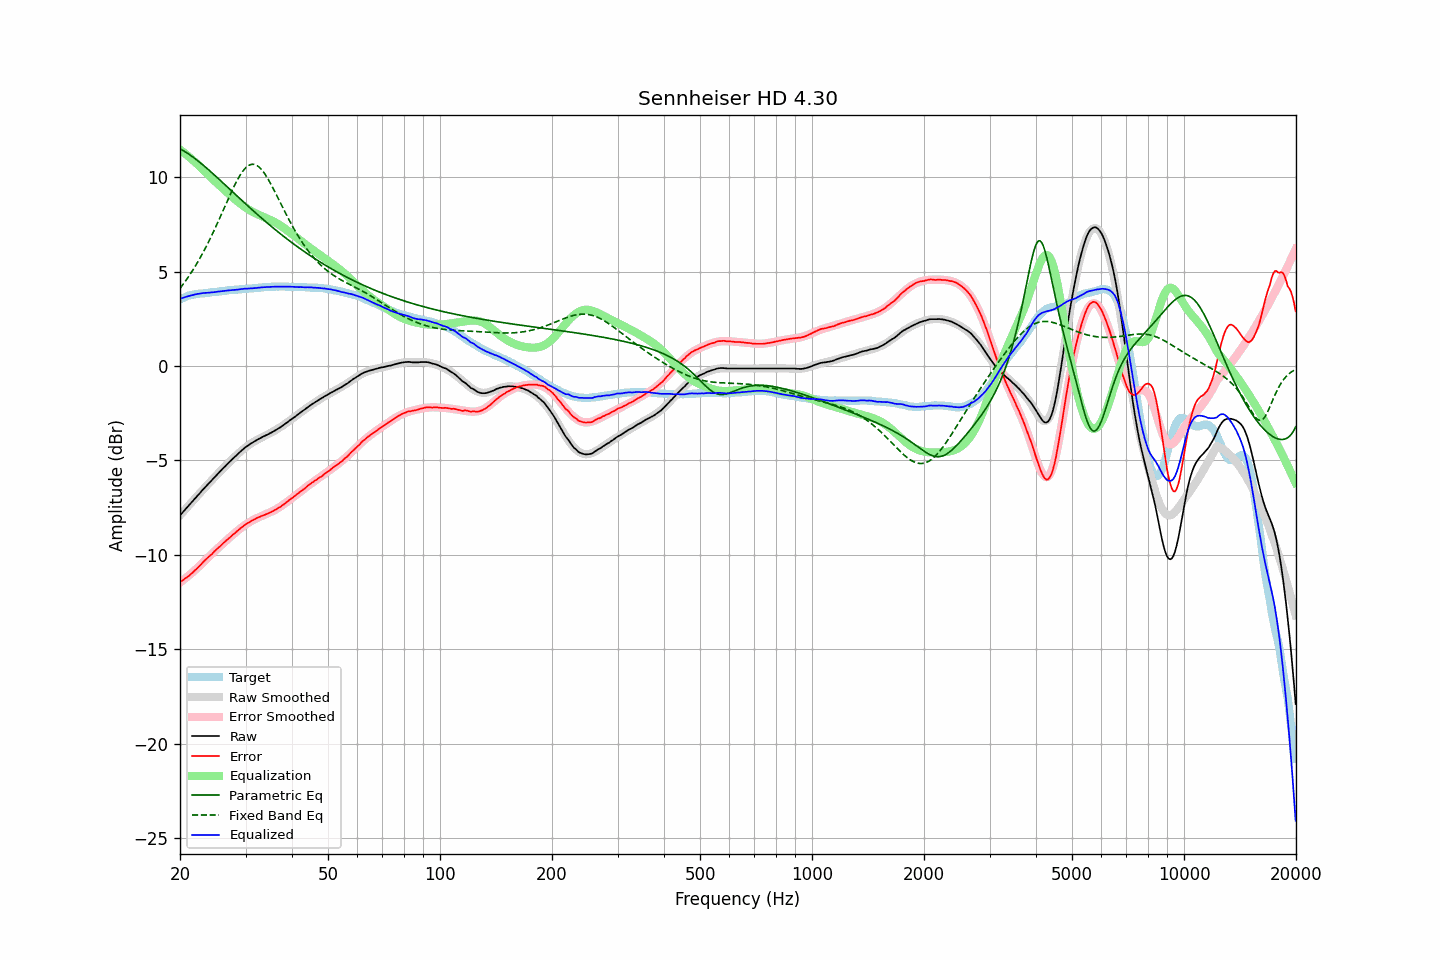 Sennheiser HD 4.30
Amplitude (dBr)
10
5
0
−5
−10
−15
−20
−25
Target
Raw Smoothed
Error Smoothed
Raw
Error
Equalization
Parametric Eq
Fixed Band Eq
Equalized
20 50 100 200 500 1000 2000 5000 10000 20000
Frequency (Hz)